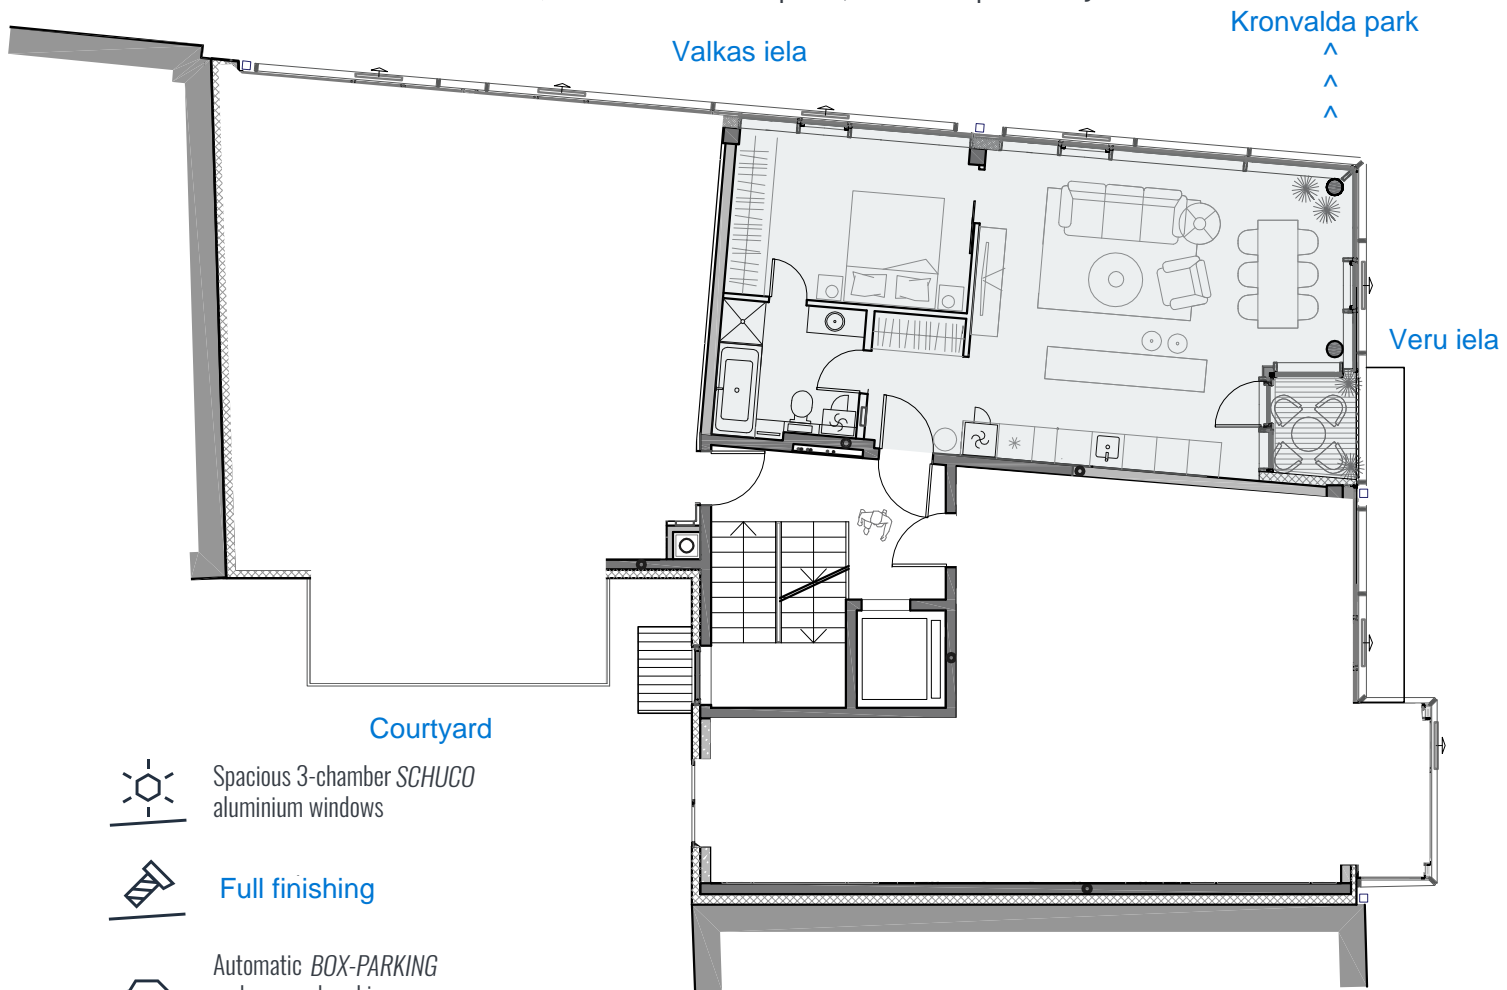 Kronvalda park
Valkas iela
^
^
^
Veru iela
Courtyard
Spacious 3-chamber SCHUCO
aluminium windows
Full finishing
Automatic BOX-PARKING